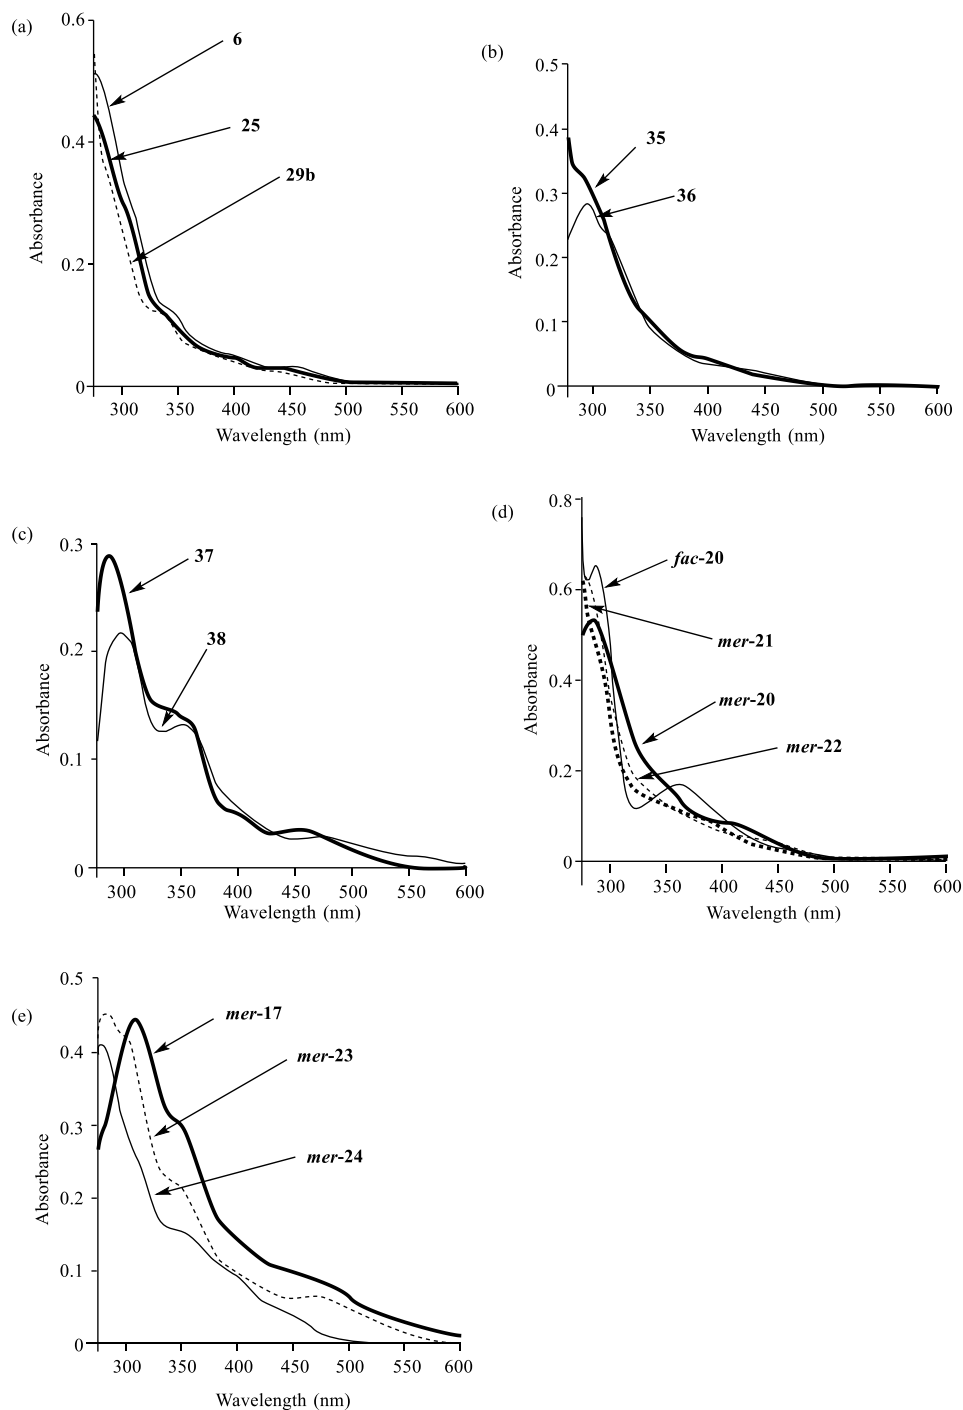 (a)
0.6
0.4
0.2
0
Absorbance
6
25
29b
300 350 400 450 500 550 600
Wavelength (nm)
(b)
0.5
0.4
0.3
0.2
0.1
0
Absorbance
35
36
300 350 400 450 500 550 600
Wavelength (nm)
(c)
0.3
0.2
0.1
0
Absorbance
37
38
300 350 400 450 500 550 600
Wavelength (nm)
(d)
0.8
0.6
0.4
0.2
0
Absorbance
fac-20
mer-21
mer-20
mer-22
300 350 400 450 500 550 600
Wavelength (nm)
(e)
0.5
0.4
0.3
0.2
0.1
0
Absorbance
mer-17
mer-23
mer-24
300 350 400 450 500 550 600
Wavelength (nm)